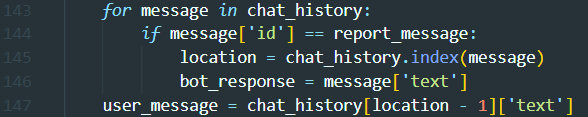 143 for message in chat_history:
144 if message['id'] == report_message:
145 location = chat_history.index(message)
146 bot_response = message['text']
147 user_message = chat_history[location - 1]['text']